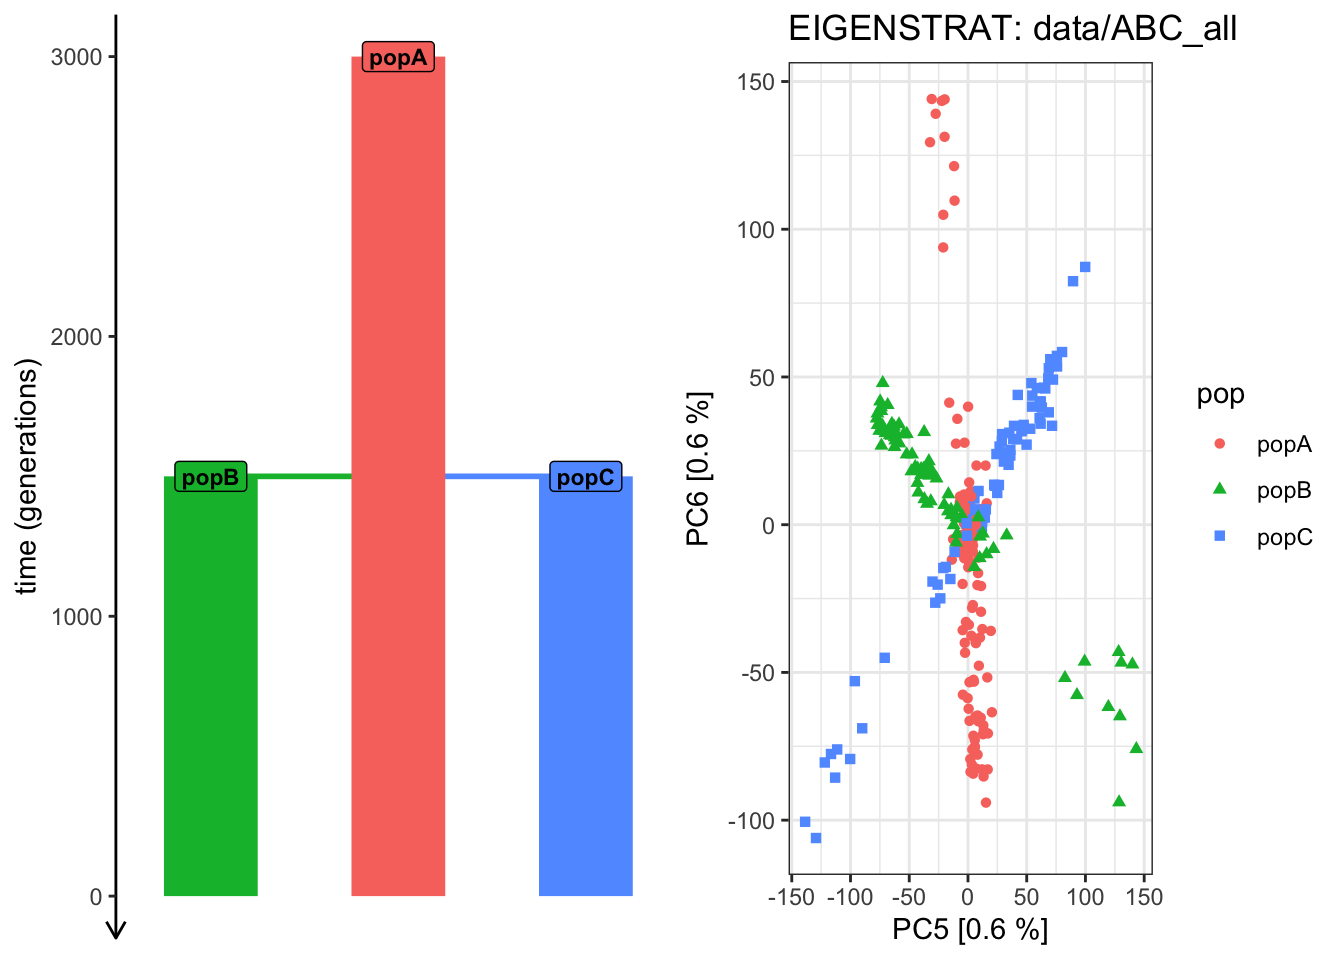 time (generations)
3000
2000
1000
0
popA
popB
popC
EIGENSTRAT: data/ABC_all
PC6 [0.6 %]
150
100
50
0
-50
-100
-150 -100 -50 0 50 100 150
PC5 [0.6 %]
pop
popA
popB
popC